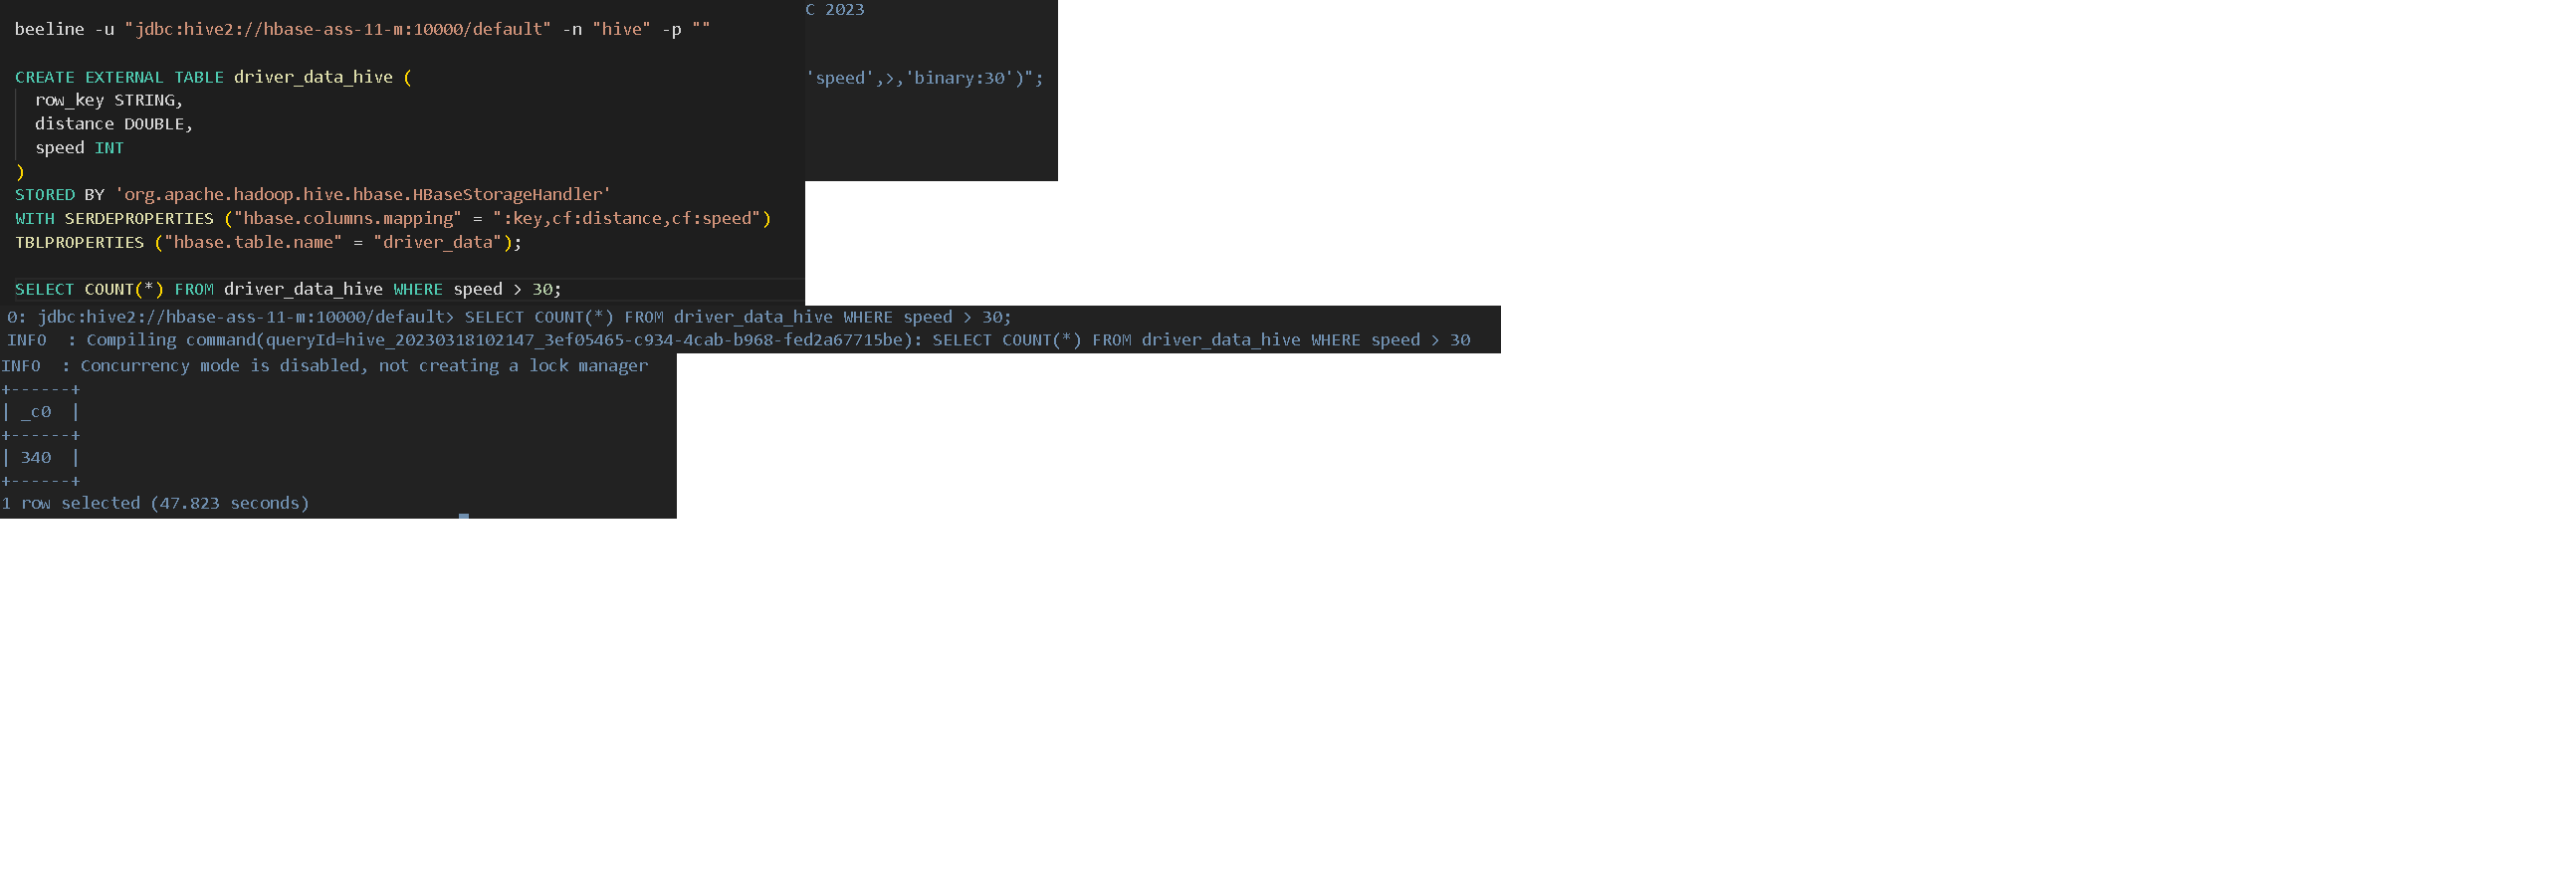 C 2023
beeline -u "jdbc:hive2://hbase-ass-11-m:10000/default" -n "hive" -p ""
'speed',>,'binary:30')";
CREATE EXTERNAL TABLE driver_data_hive (
  row_key STRING,
  distance DOUBLE,
  speed INT
)
STORED BY 'org.apache.hadoop.hive.hbase.HBaseStorageHandler'
WITH SERDEPROPERTIES ("hbase.columns.mapping" = ":key,cf:distance,cf:speed")
TBLPROPERTIES ("hbase.table.name" = "driver_data");
SELECT COUNT(*) FROM driver_data_hive WHERE speed > 30;
0: jdbc:hive2://hbase-ass-11-m:10000/default> SELECT COUNT(*) FROM driver_data_hive WHERE speed > 30;
INFO  : Compiling command(queryId=hive_20230318102147_3ef05465-c934-4cab-b968-fed2a67715be): SELECT COUNT(*) FROM driver_data_hive WHERE speed > 30
INFO  : Concurrency mode is disabled, not creating a lock manager
+------+
| _c0  |
+------+
| 340  |
+------+
1 row selected (47.823 seconds)